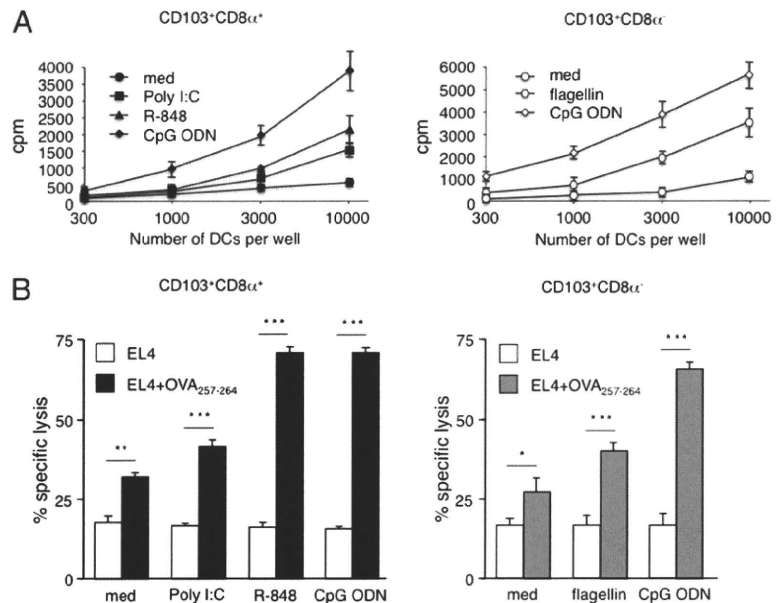 A
CD103+CD8α+
CD103+CD8α-
4000
3500
3000
2500
2000
1500
1000
500
0
cpm
med
Poly I:C
R-848
CpG ODN
300
1000
3000
10000
Number of DCs per well
6000
5000
4000
3000
2000
1000
0
cpm
med
flagellin
CpG ODN
300
1000
3000
10000
Number of DCs per well
B
CD103+CD8α+
CD103+CD8α-
75
50
25
0
% specific lysis
EL4
EL4+OVA257-264
**
***
***
***
med
Poly I:C
R-848
CpG ODN
75
50
25
0
% specific lysis
EL4
EL4+OVA257-264
*
***
***
med
flagellin
CpG ODN